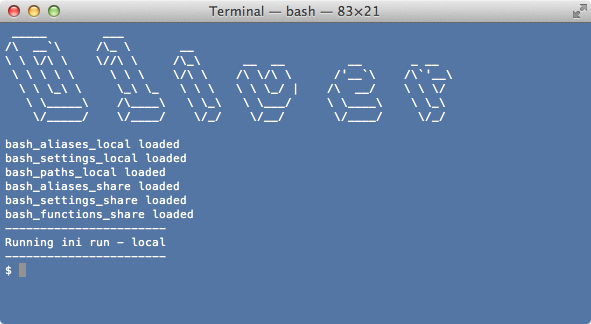 Terminal — bash — 83×21
Oliver
bash_aliases_local loaded
bash_settings_local loaded
bash_paths_local loaded
bash_aliases_share loaded
bash_settings_share loaded
bash_functions_share loaded
-----------------------
Running ini run - local
-----------------------
$